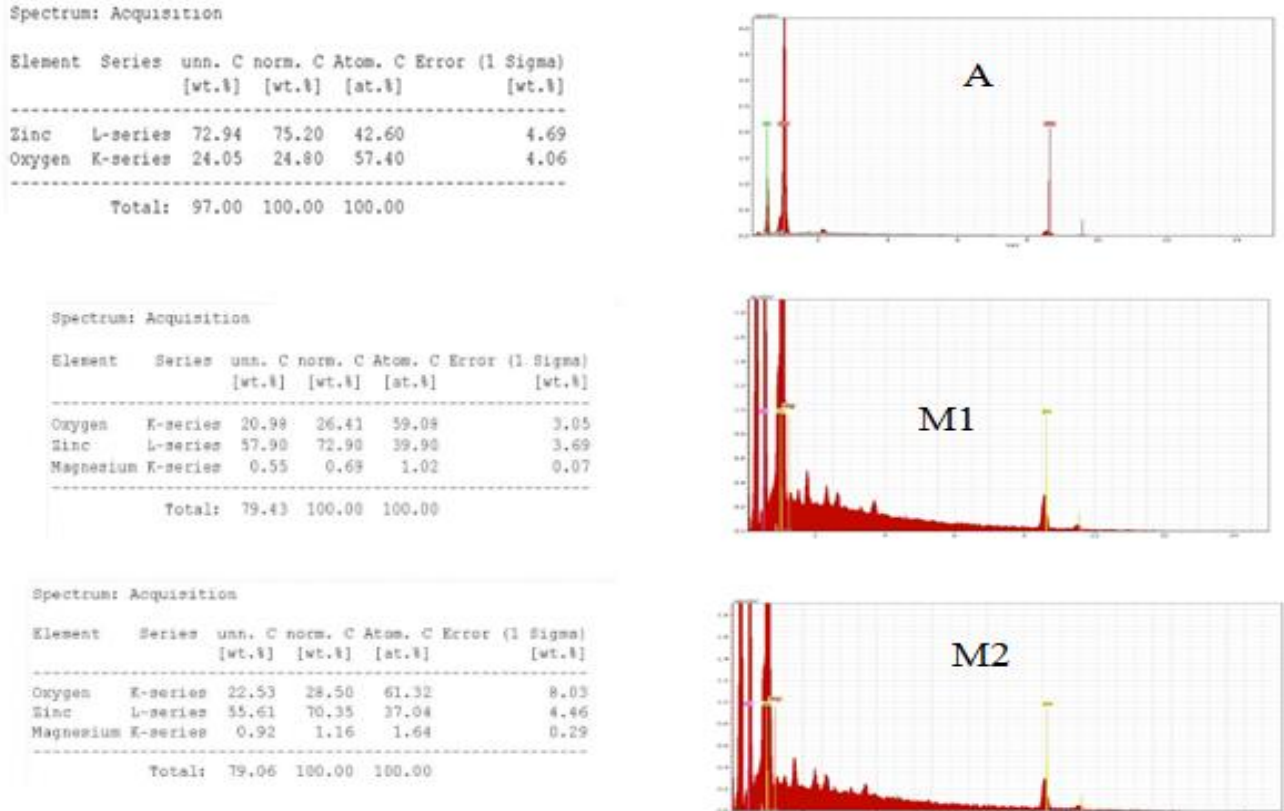 Spectrum: Acquisition
Element Series unn. C norm. C Atom. C Error (1 Sigma)
[wt.%] [wt.%] [at.%] [wt.%]
Zinc L-series 72.94 75.20 42.60 4.69
Oxygen K-series 24.05 24.80 57.40 4.06
Total: 97.00 100.00 100.00
A
Spectrum: Acquisition
Element Series unn. C norm. C Atom. C Error (1 Sigma)
[wt.%] [wt.%] [at.%] [wt.%]
Oxygen K-series 20.98 26.41 59.08 3.05
Zinc L-series 57.90 72.90 39.90 3.69
Magnesium K-series 0.55 0.69 1.02 0.07
Total: 79.43 100.00 100.00
M1
Spectrum: Acquisition
Element Series unn. C norm. C Atom. C Error (1 Sigma)
[wt.%] [wt.%] [at.%] [wt.%]
Oxygen K-series 22.53 28.50 61.32 8.03
Zinc L-series 55.61 70.35 37.04 4.46
Magnesium K-series 0.92 1.16 1.64 0.29
Total: 79.06 100.00 100.00
M2